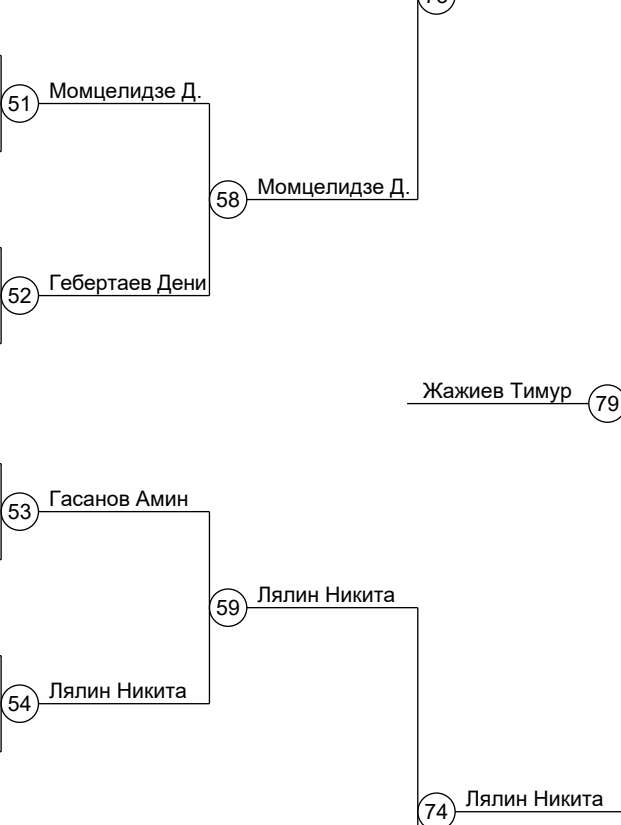 51 Момцелидзе Д.
58 Момцелидзе Д.
52 Гебертаев Дени
Жажиев Тимур 79
53 Гасанов Амин
59 Лялин Никита
54 Лялин Никита
74 Лялин Никита